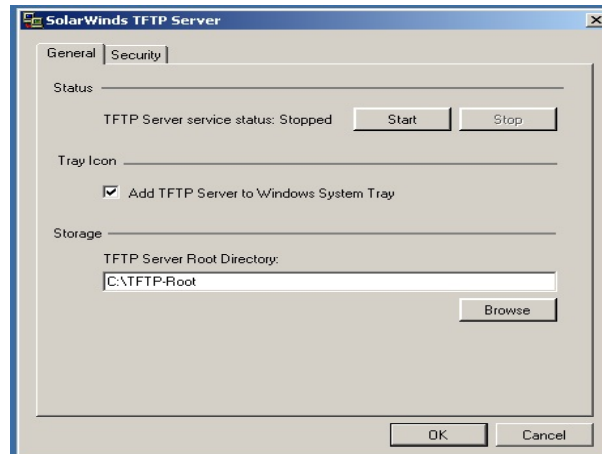 SolarWinds TFTP Server
General Security
Status
TFTP Server service status: Stopped Start Stop
Tray Icon
Add TFTP Server to Windows System Tray
Storage
TFTP Server Root Directory:
C:\TFTP-Root
Browse
OK Cancel